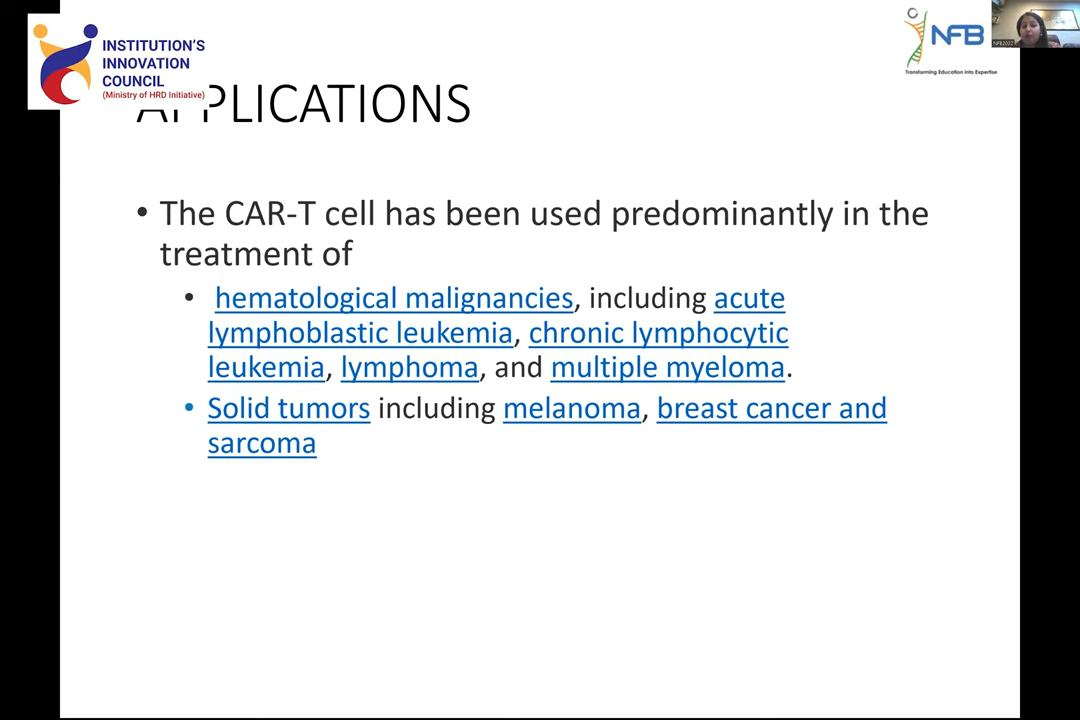 INSTITUTION'S
INNOVATION
COUNCIL
(Ministry of HRD Initiative)
NFB
Transforming Education into Expertise
NFB2022
APPLICATIONS
• The CAR-T cell has been used predominantly in the
treatment of
• hematological malignancies, including acute
lymphoblastic leukemia, chronic lymphocytic
leukemia, lymphoma, and multiple myeloma.
• Solid tumors including melanoma, breast cancer and
sarcoma